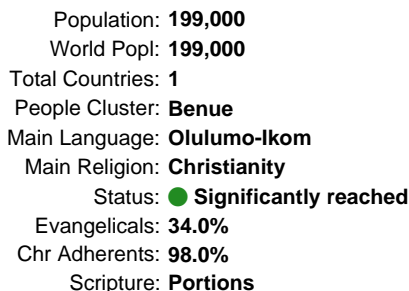 Population: 199,000
World Popl: 199,000
Total Countries: 1
People Cluster: Benue
Main Language: Olulumo-Ikom
Main Religion: Christianity
Status: Significantly reached
Evangelicals: 34.0%
Chr Adherents: 98.0%
Scripture: Portions